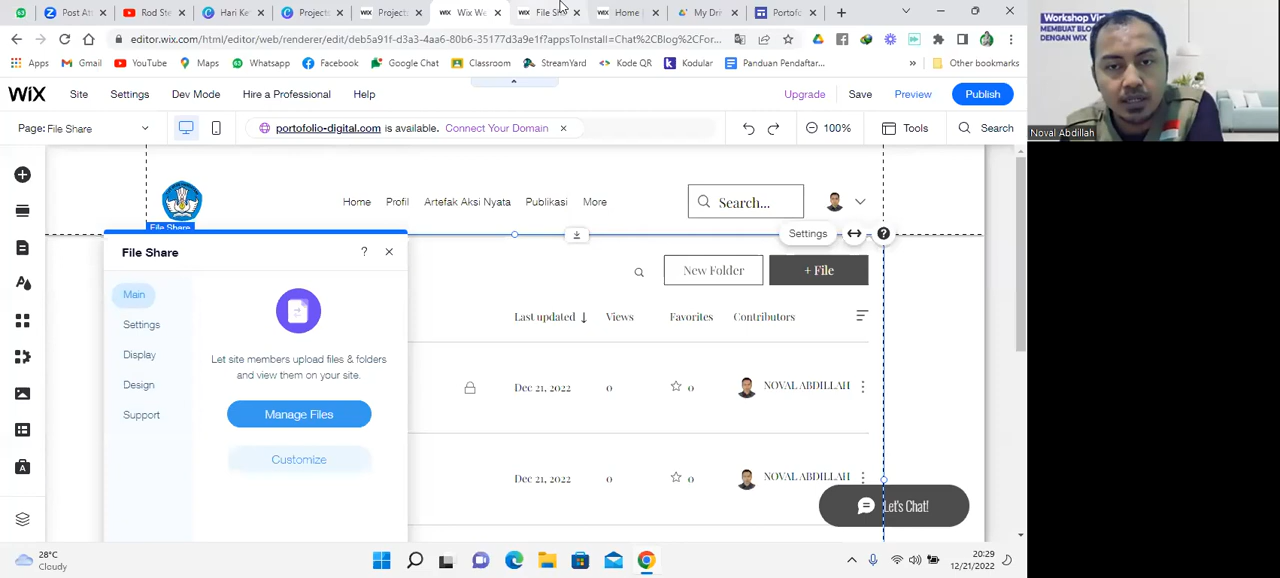 Post At
Rod Ste
Hari Ke
Project
Project
Wix We
File Sh
Home |
My Dri
Portofo
editor.wix.com/html/editor/web/renderer/edi
?3-4aa6-80b6-35177d3a9e1f?appsToInstall=Chat%2CBlog%2CFor...
Apps
Gmail
YouTube
Maps
Whatsapp
Facebook
Google Chat
Classroom
StreamYard
Kode QR
Kodular
Panduan Pendaftar...
Other bookmarks
WiX Site Settings Dev Mode Hire a Professional Help Upgrade Save Preview Publish
Page: File Share
portofolio-digital.com is available. Connect Your Domain
100% Tools Search
Home Profil Artefak Aksi Nyata Publikasi More Search...
File Share
Settings
File Share ?
New Folder + File
Main
Settings
Display
Design
Support
Let site members upload files & folders
and view them on your site.
Manage Files
Customize
Last updated ↓ Views Favorites Contributors
Dec 21, 2022 0 0 NOVAL ABDILLAH
Dec 21, 2022 0 0 NOVAL ABDILLAH
Let's Chat!
28°C
Cloudy
20:29
12/21/2022
Workshop Virt
MEMBUAT BLO
DENGAN WIX
Noval Abdillah